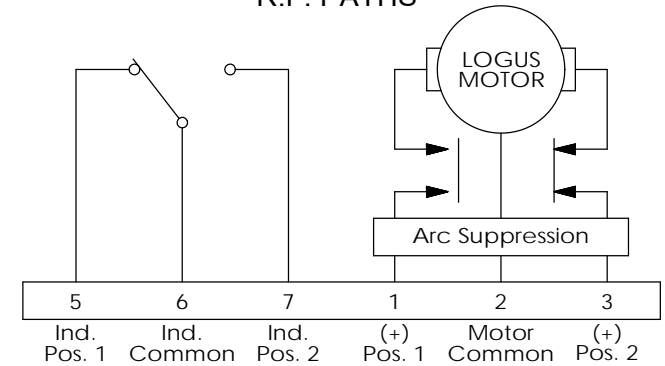 R.F. PATHS
LOGUS
MOTOR
Arc Suppression
5 6 7 1 2 3
Ind. Ind. Ind. (+) Motor (+)
Pos. 1 Common Pos. 2 Pos. 1 Common Pos. 2